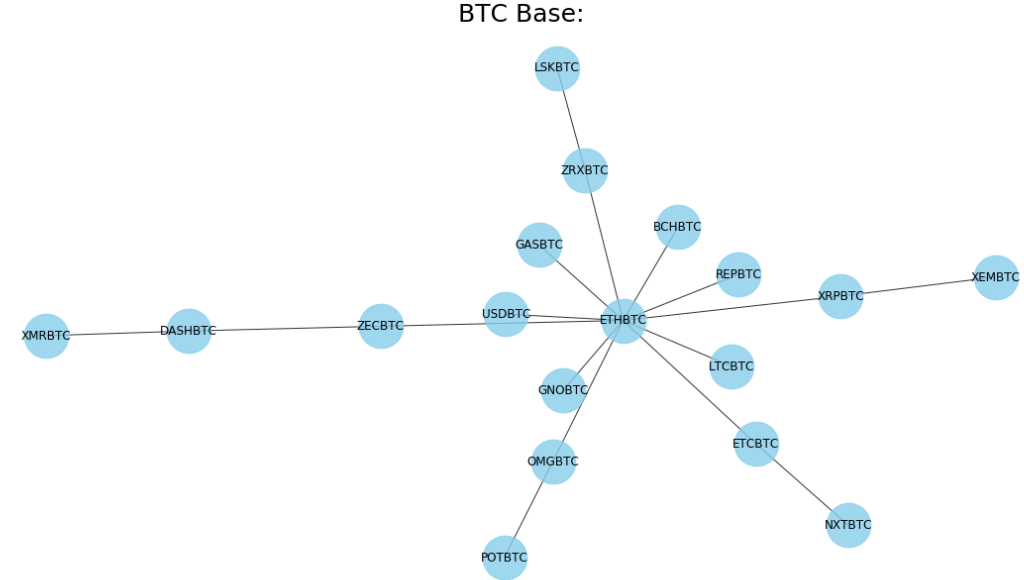 BTC Base:
LSKBTC
ZRXBTC
BCHBTC
GASBTC
REPBTC
XEMBTC
XRPBTC
USDBTC
ETHBTC
ZECBTC
DASHBTC
XMRBTC
LTCBTC
GNOBTC
ETCBTC
OMGBTC
NXTBTC
POTBTC